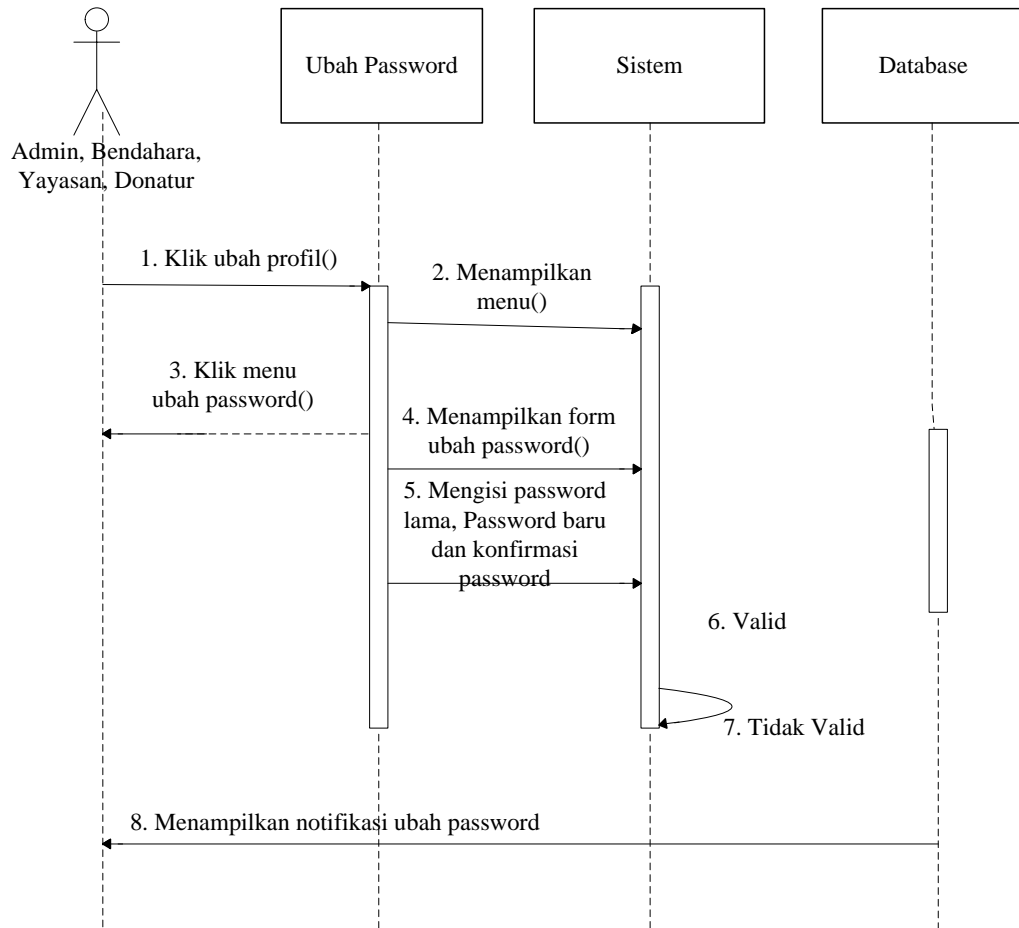 Ubah Password
Sistem
Database
Admin, Bendahara,
Yayasan, Donatur
1. Klik ubah profil()
2. Menampilkan
menu()
3. Klik menu
ubah password()
4. Menampilkan form
ubah password()
5. Mengisi password
lama, Password baru
dan konfirmasi
password
6. Valid
7. Tidak Valid
8. Menampilkan notifikasi ubah password